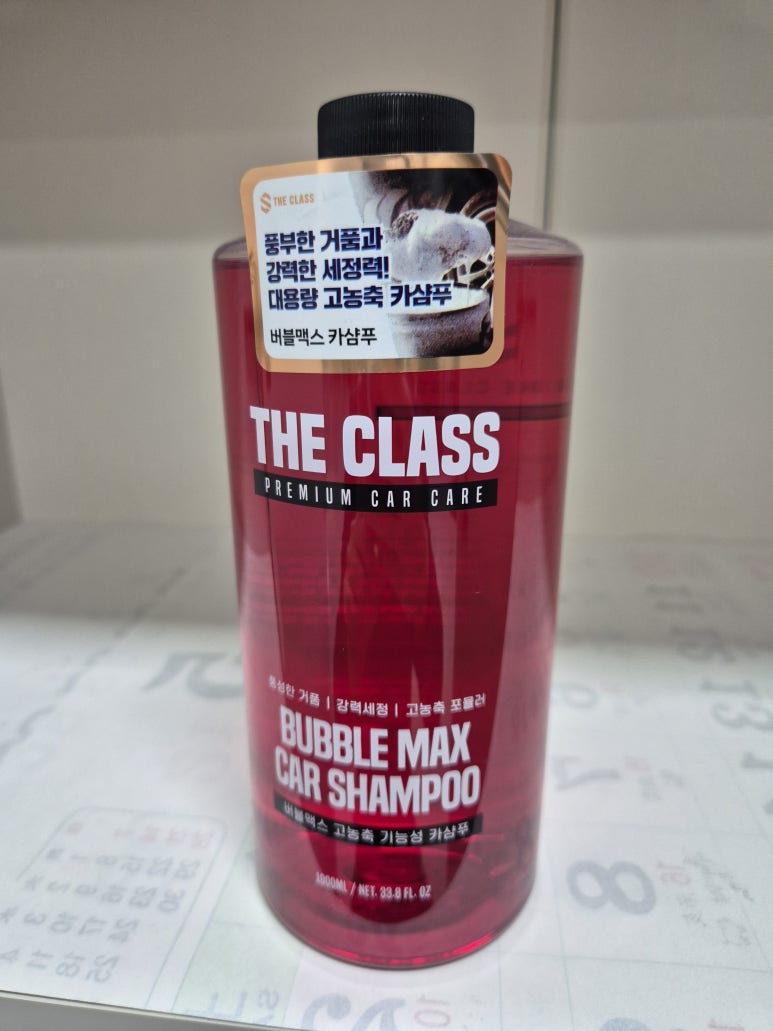 THE CLASS
풍부한 거품과
강력한 세정력!
대용량 고농축 카샴푸
버블맥스 카샴푸
THE CLASS
PREMIUM CAR CARE
풍성한 거품 | 강력세정 | 고농축 포뮬러
BUBBLE MAX
CAR SHAMPOO
버블맥스 고농축 기능성 카샴푸
1000ML / NET. 33.8 FL. OZ